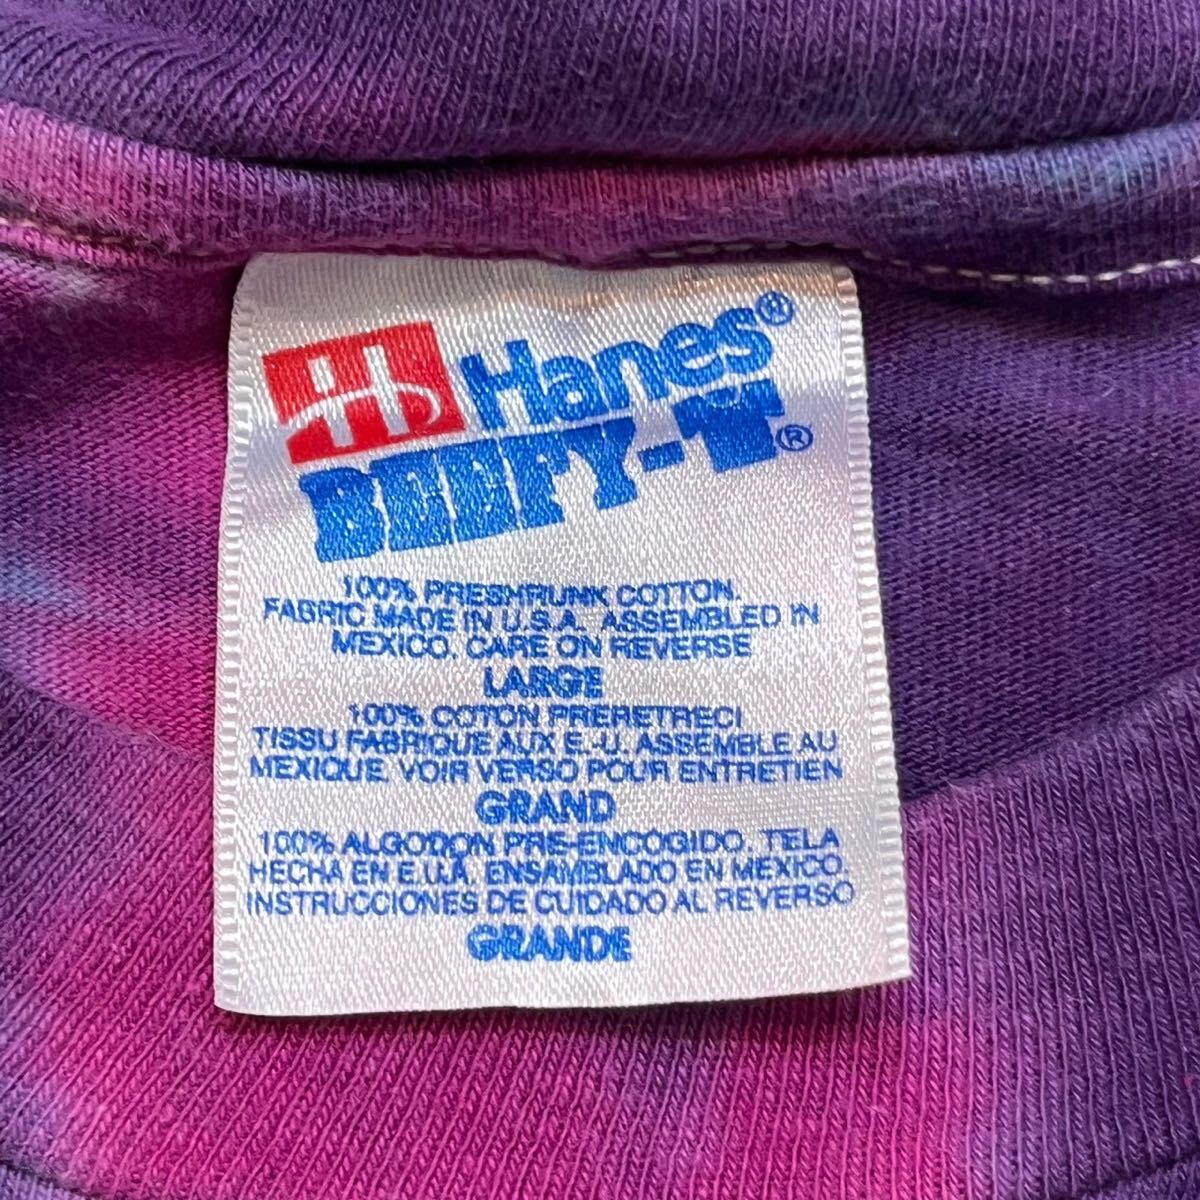 Hanes®
BEEFY-T®
100% PRESHRUNK COTTON.
FABRIC MADE IN U.S.A. ASSEMBLED IN
MEXICO. CARE ON REVERSE
LARGE
100% COTON PRERETRECI
TISSU FABRIQUE AUX E.-U. ASSEMBLE AU
MEXIQUE. VOIR VERSO POUR ENTRETIEN
GRAND
100% ALGODON PRE-ENCOGIDO. TELA
HECHA EN E.U.A. ENSAMBLADO EN MEXICO.
INSTRUCCIONES DE CUIDADO AL REVERSO
GRANDE